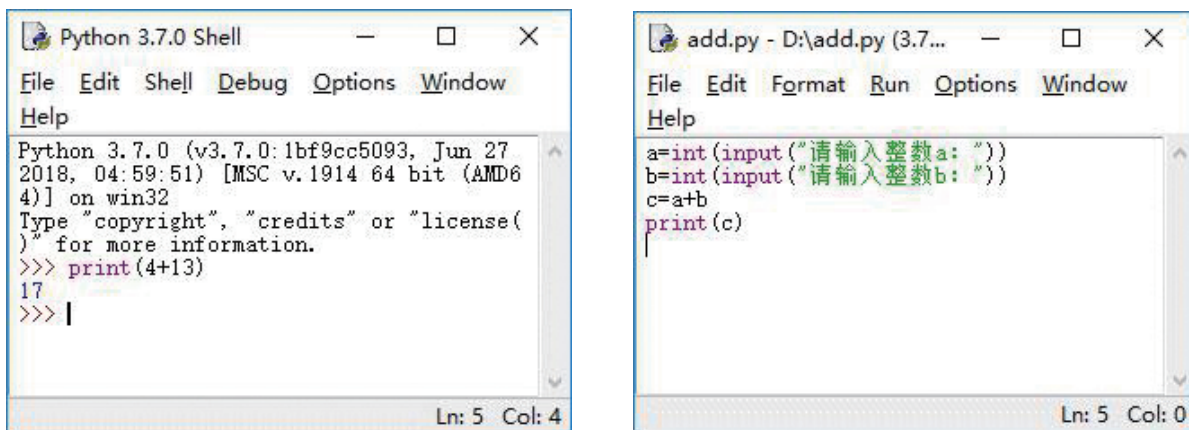 Python 3.7.0 Shell
File Edit Shell Debug Options Window
Help
Python 3.7.0 (v3.7.0:1bf9cc5093, Jun 27
2018, 04:59:51) [MSC v.1914 64 bit (AMD6
4)] on win32
Type "copyright", "credits" or "license(
)" for more information.
>>> print(4+13)
17
>>>
Ln: 5 Col: 4
add.py - D:\add.py (3.7...
File Edit Format Run Options Window
Help
a=int(input("请输入整数a: "))
b=int(input("请输入整数b: "))
c=a+b
print(c)
Ln: 5 Col: 0